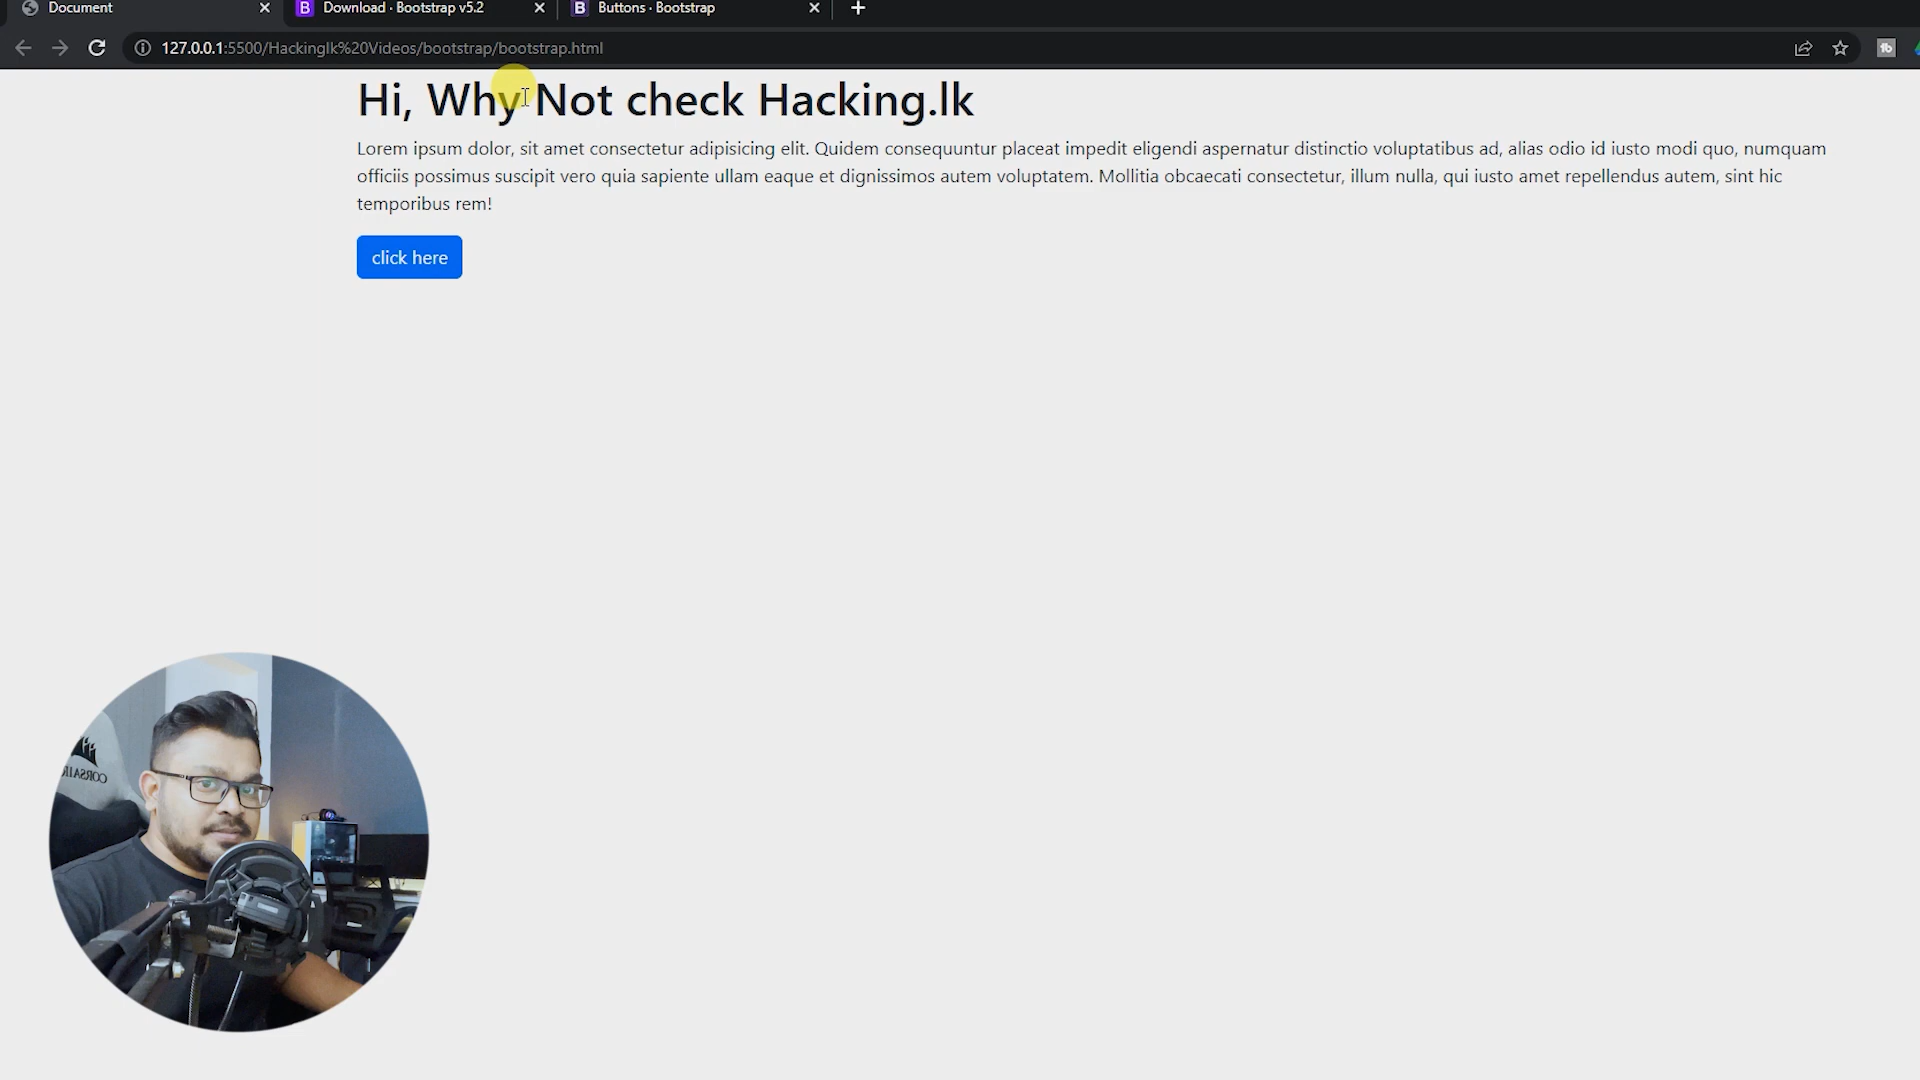 Document
Download · Bootstrap v5.2
Buttons · Bootstrap
127.0.0.1:5500/Hackinglk%20Videos/bootstrap/bootstrap.html
Hi, Why Not check Hacking.lk
Lorem ipsum dolor, sit amet consectetur adipisicing elit. Quidem consequuntur placeat impedit eligendi aspernatur distinctio voluptatibus ad, alias odio id iusto modi quo, numquam
officiis possimus suscipit vero quia sapiente ullam eaque et dignissimos autem voluptatem. Mollitia obcaecati consectetur, illum nulla, qui iusto amet repellendus autem, sint hic
temporibus rem!
click here
CORSAIR